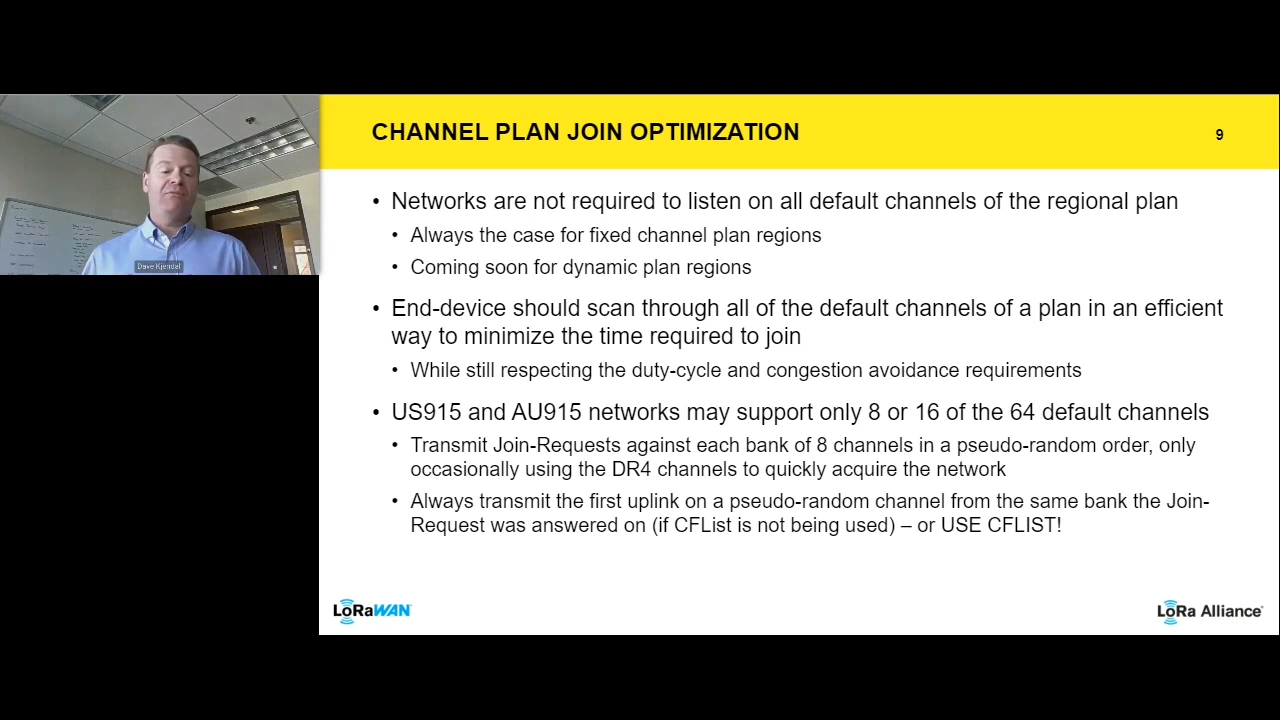 CHANNEL PLAN JOIN OPTIMIZATION
9
• Networks are not required to listen on all default channels of the regional plan
• Always the case for fixed channel plan regions
• Coming soon for dynamic plan regions
• End-device should scan through all of the default channels of a plan in an efficient
way to minimize the time required to join
• While still respecting the duty-cycle and congestion avoidance requirements
• US915 and AU915 networks may support only 8 or 16 of the 64 default channels
• Transmit Join-Requests against each bank of 8 channels in a pseudo-random order, only
occasionally using the DR4 channels to quickly acquire the network
• Always transmit the first uplink on a pseudo-random channel from the same bank the Join-
Request was answered on (if CFList is not being used) – or USE CFLIST!
Dave Kjendal
LoRaWAN
LoRa Alliance